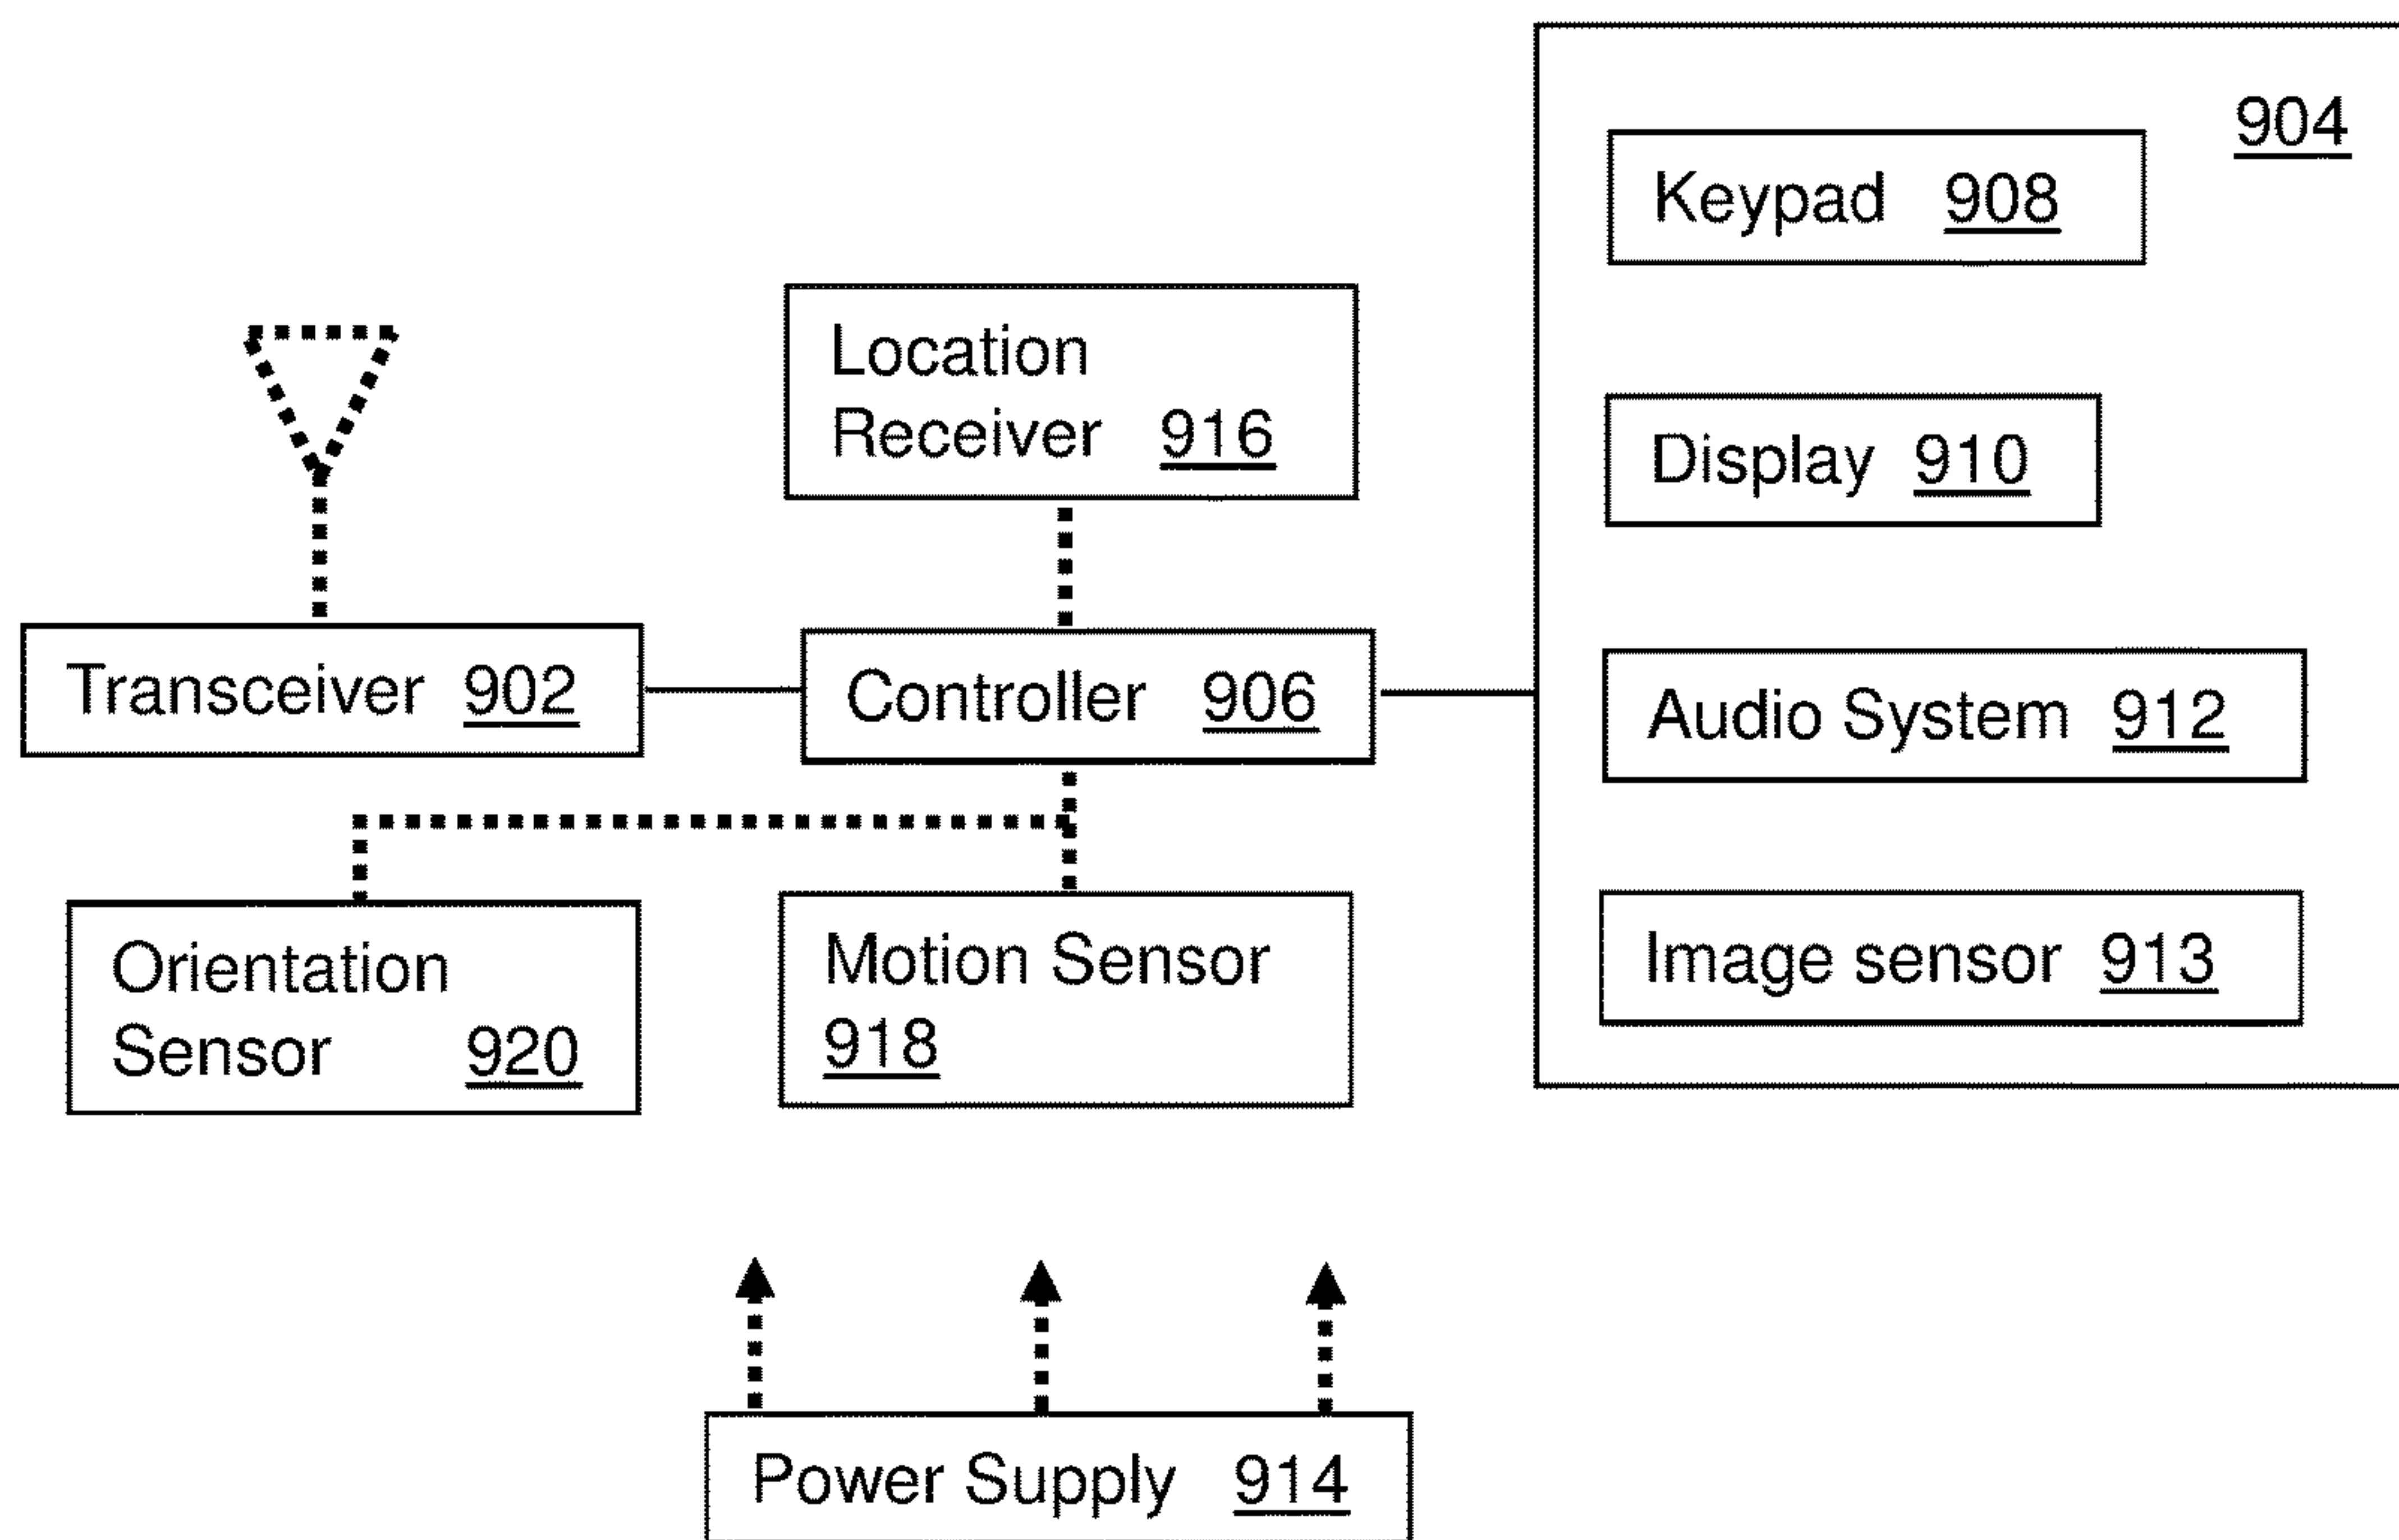 904
Keypad 908
Location
Receiver 916
Display 910
Transceiver 902
Controller 906
Audio System 912
Orientation
Sensor 920
Motion Sensor
918
Image sensor 913
Power Supply 914